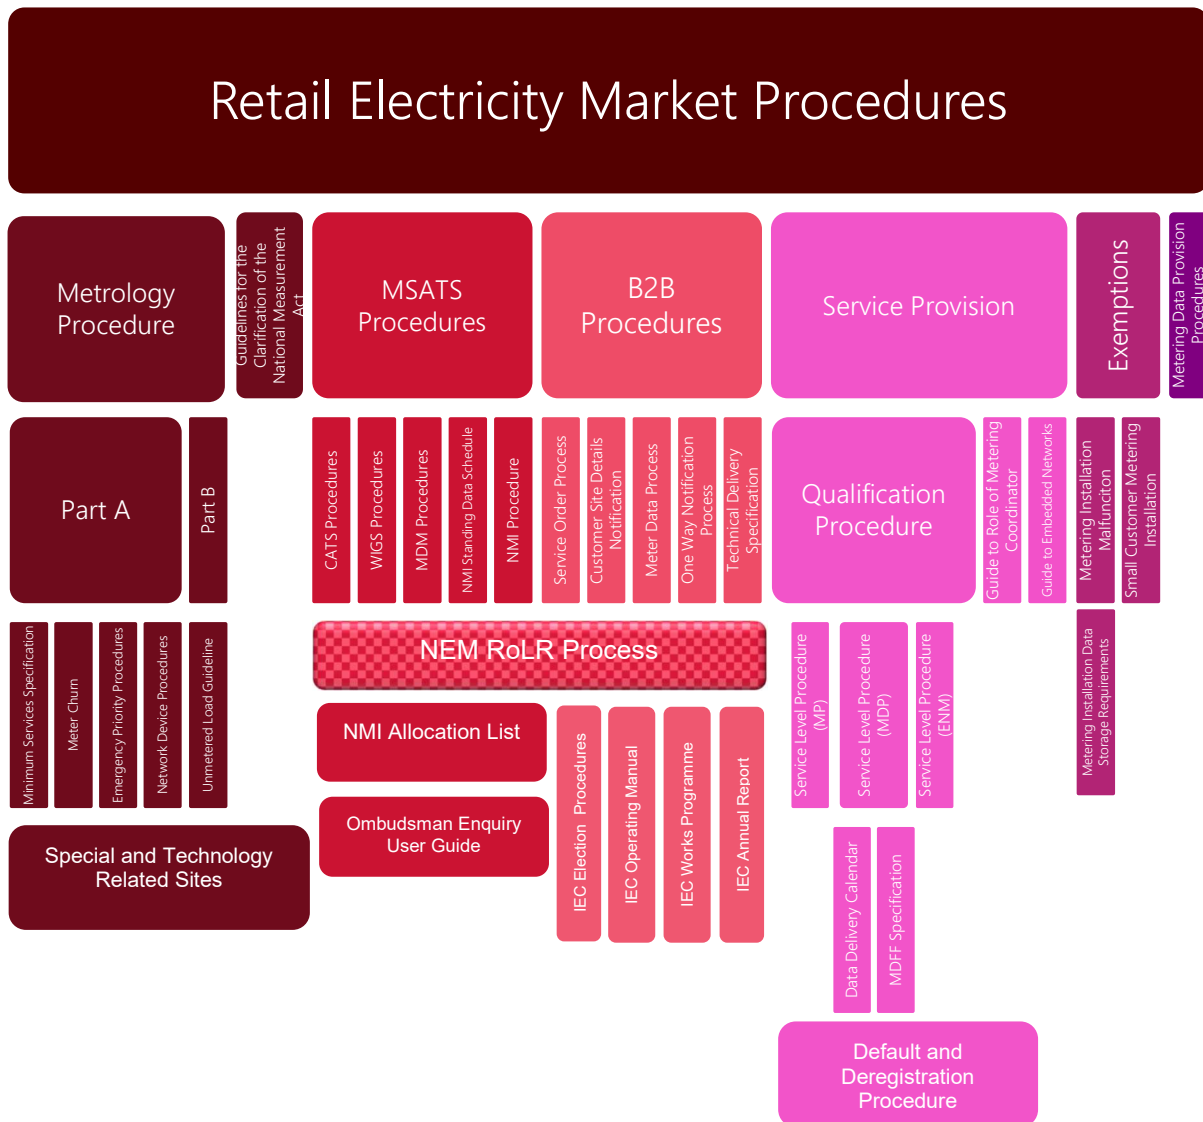 Retail Electricity Market Procedures
Metrology
Procedure
Guidelines for the
Clarification of the
National Measurement
Act
MSATS
Procedures
B2B
Procedures
Service Provision
Exemptions
Metering Data Provision
Procedures
Part A
Part B
CATS Procedures
WIGS Procedures
MDM Procedures
NMI Standing Data Schedule
NMI Procedure
Service Order Process
Customer Site Details
Notification
Meter Data Process
One Way Notification
Process
Technical Delivery
Specification
Qualification
Procedure
Guide to Role of Metering
Coordinator
Guide to Embedded Networks
Metering Installation
Malfunciton
Small Customer Metering
Installation
Minimum Services Specification
Meter Churn
Emergency Priority Procedures
Network Device Procedures
Unmetered Load Guideline
NEM RoLR Process
Service Level Procedure
(MP)
Service Level Procedure
(MDP)
Service Level Procedure
(ENM)
Metering Installation Data
Storage Requirements
NMI Allocation List
Ombudsman Enquiry
User Guide
IEC Election  Procedures
IEC Operating Manual
IEC Works Programme
IEC Annual Report
Special and Technology
Related Sites
Data Delivery Calendar
MDFF Specification
Default and
Deregistration
Procedure